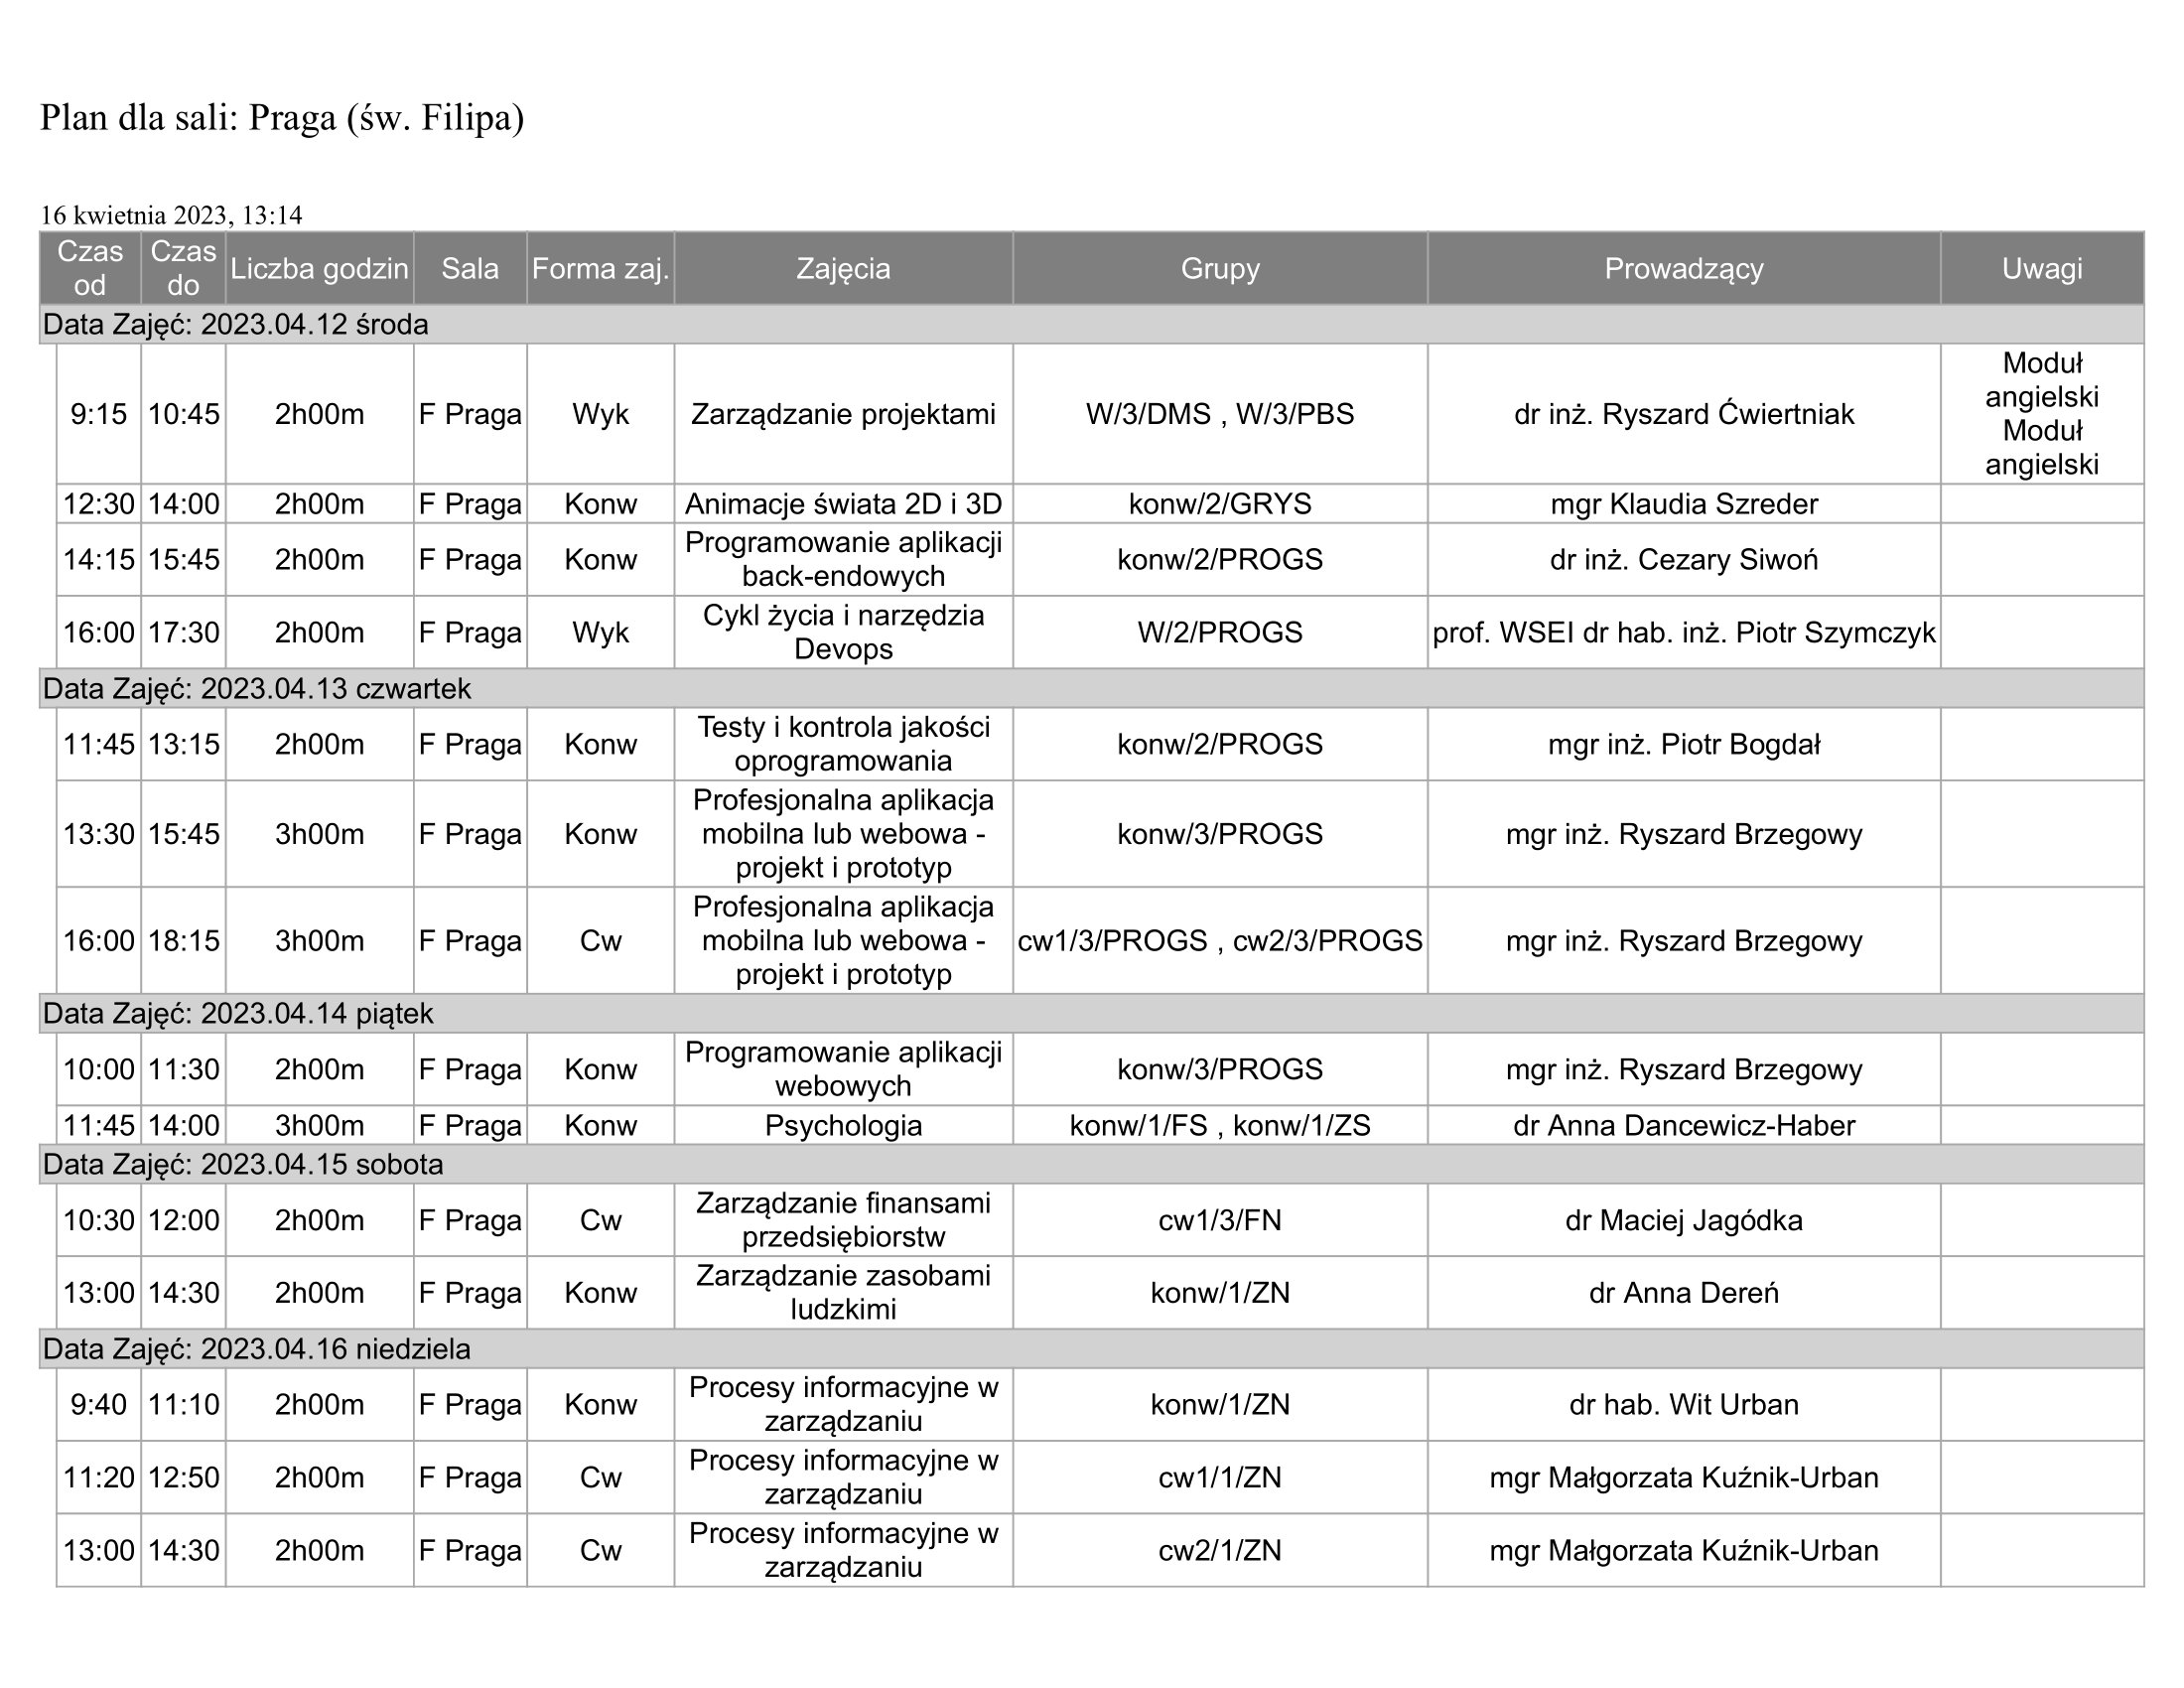 Plan dla sali: Praga (św. Filipa)
16 kwietnia 2023, 13:14
Czas od Czas do Liczba godzin Sala Forma zaj. Zajęcia Grupy Prowadzący Uwagi
Data Zajęć: 2023.04.12 środa
9:15 10:45 2h00m F Praga Wyk Zarządzanie projektami W/3/DMS , W/3/PBS dr inż. Ryszard Ćwiertniak Moduł angielski Moduł angielski
12:30 14:00 2h00m F Praga Konw Animacje świata 2D i 3D konw/2/GRYS mgr Klaudia Szreder
14:15 15:45 2h00m F Praga Konw Programowanie aplikacji back-endowych konw/2/PROGS dr inż. Cezary Siwoń
16:00 17:30 2h00m F Praga Wyk Cykl życia i narzędzia Devops W/2/PROGS prof. WSEI dr hab. inż. Piotr Szymczyk
Data Zajęć: 2023.04.13 czwartek
11:45 13:15 2h00m F Praga Konw Testy i kontrola jakości oprogramowania konw/2/PROGS mgr inż. Piotr Bogdał
13:30 15:45 3h00m F Praga Konw Profesjonalna aplikacja mobilna lub webowa - projekt i prototyp konw/3/PROGS mgr inż. Ryszard Brzegowy
16:00 18:15 3h00m F Praga Cw Profesjonalna aplikacja mobilna lub webowa - projekt i prototyp cw1/3/PROGS , cw2/3/PROGS mgr inż. Ryszard Brzegowy
Data Zajęć: 2023.04.14 piątek
10:00 11:30 2h00m F Praga Konw Programowanie aplikacji webowych konw/3/PROGS mgr inż. Ryszard Brzegowy
11:45 14:00 3h00m F Praga Konw Psychologia konw/1/FS , konw/1/ZS dr Anna Dancewicz-Haber
Data Zajęć: 2023.04.15 sobota
10:30 12:00 2h00m F Praga Cw Zarządzanie finansami przedsiębiorstw cw1/3/FN dr Maciej Jagódka
13:00 14:30 2h00m F Praga Konw Zarządzanie zasobami ludzkimi konw/1/ZN dr Anna Dereń
Data Zajęć: 2023.04.16 niedziela
9:40 11:10 2h00m F Praga Konw Procesy informacyjne w zarządzaniu konw/1/ZN dr hab. Wit Urban
11:20 12:50 2h00m F Praga Cw Procesy informacyjne w zarządzaniu cw1/1/ZN mgr Małgorzata Kuźnik-Urban
13:00 14:30 2h00m F Praga Cw Procesy informacyjne w zarządzaniu cw2/1/ZN mgr Małgorzata Kuźnik-Urban